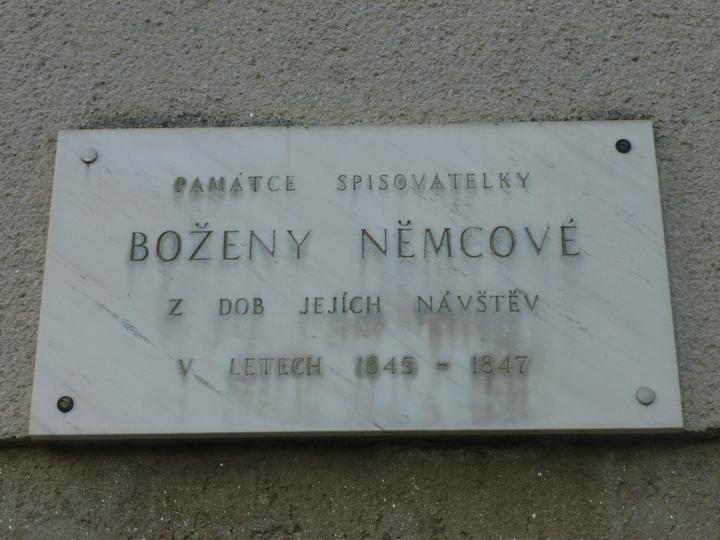 PAMÁTCE SPISOVATELKY
BOŽENY NĚMCOVÉ
Z DOB JEJÍCH NÁVŠTĚV
V LETECH 1845 - 1847